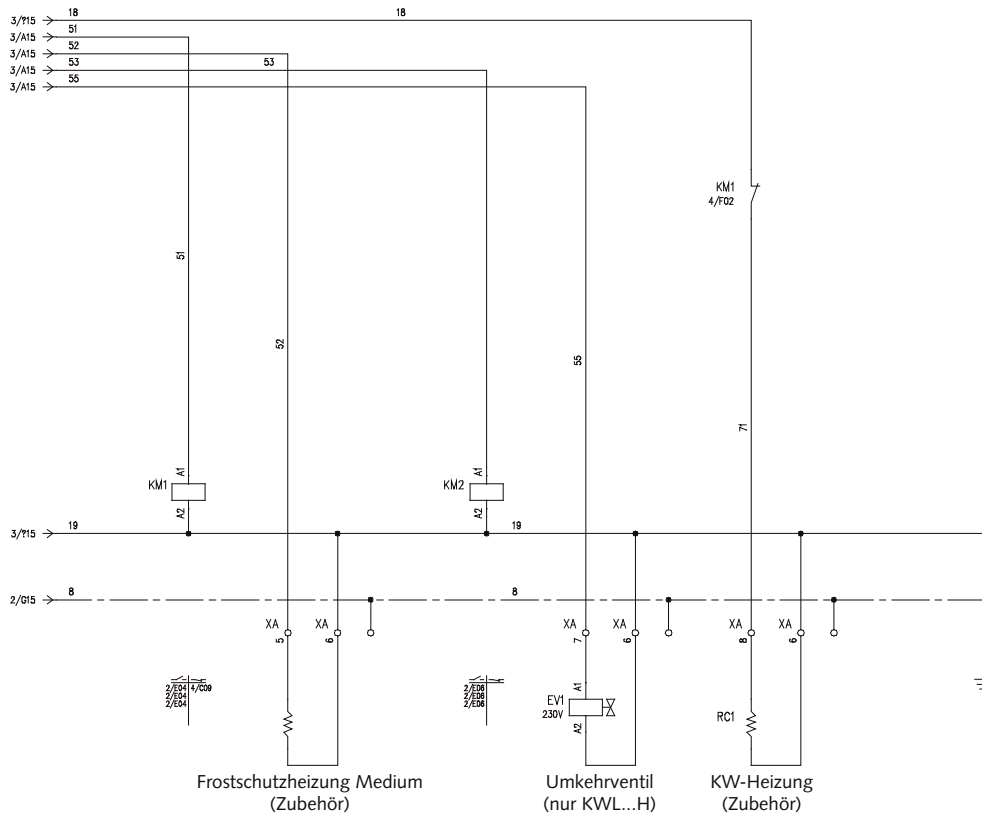 3/?15 18 18
3/A15 51
3/A15 52
3/A15 53 53
3/A15 55
KM1
4/F02
51
52
55
71
KM1 A1
A2
KM2 A1
A2
3/?15 19 19
2/G15 8 8
XA 5
XA 6
XA 7
XA 6
XA 8
XA 6
2/E04 4/C09
2/E04
2/E04
2/E06
2/E06
2/E06
EV1 A1
230V A2
RC1
Frostschutzheizung Medium
(Zubehör)
Umkehrventil
(nur KWL...H)
KW-Heizung
(Zubehör)